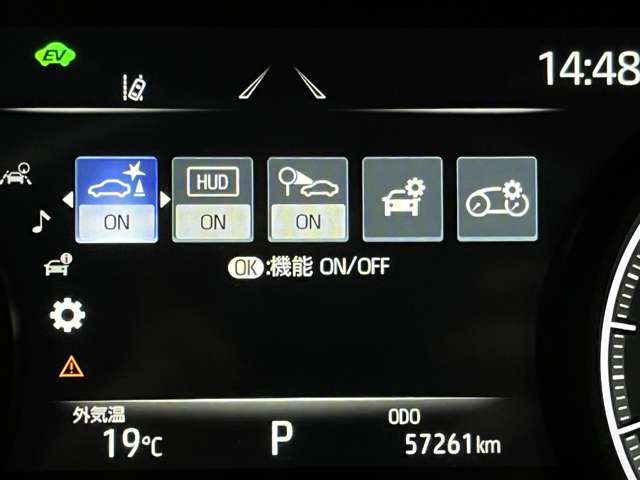 EV
14:48
ON
HUD
ON
ON
OK:機能 ON/OFF
外気温
19℃
P
ODO
57261km